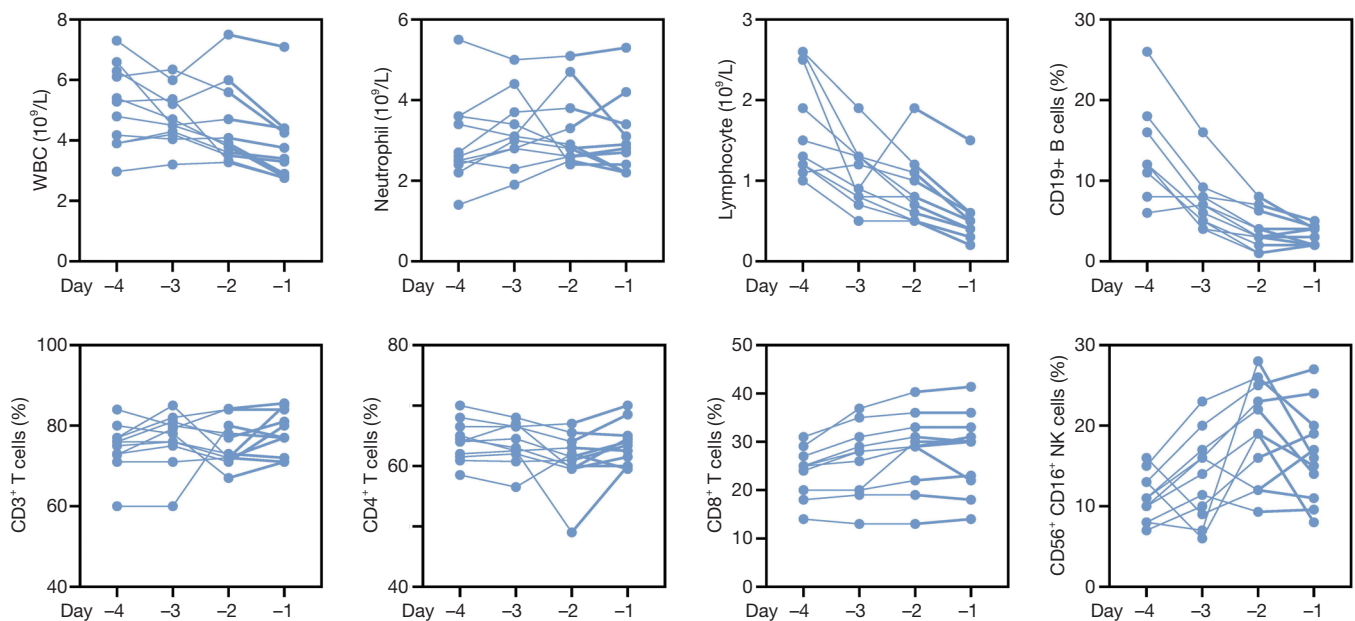 WBC (10⁹/L)
8
6
4
2
0
Day –4 –3 –2 –1
Neutrophil (10⁹/L)
6
4
2
0
Day –4 –3 –2 –1
Lymphocyte (10⁹/L)
3
2
1
0
Day –4 –3 –2 –1
CD19+ B cells (%)
30
20
10
0
Day –4 –3 –2 –1
CD3⁺ T cells (%)
100
80
60
40
Day –4 –3 –2 –1
CD4⁺ T cells (%)
80
60
40
Day –4 –3 –2 –1
CD8⁺ T cells (%)
50
40
30
20
10
0
Day –4 –3 –2 –1
CD56⁺ CD16⁺ NK cells (%)
30
20
10
0
Day –4 –3 –2 –1